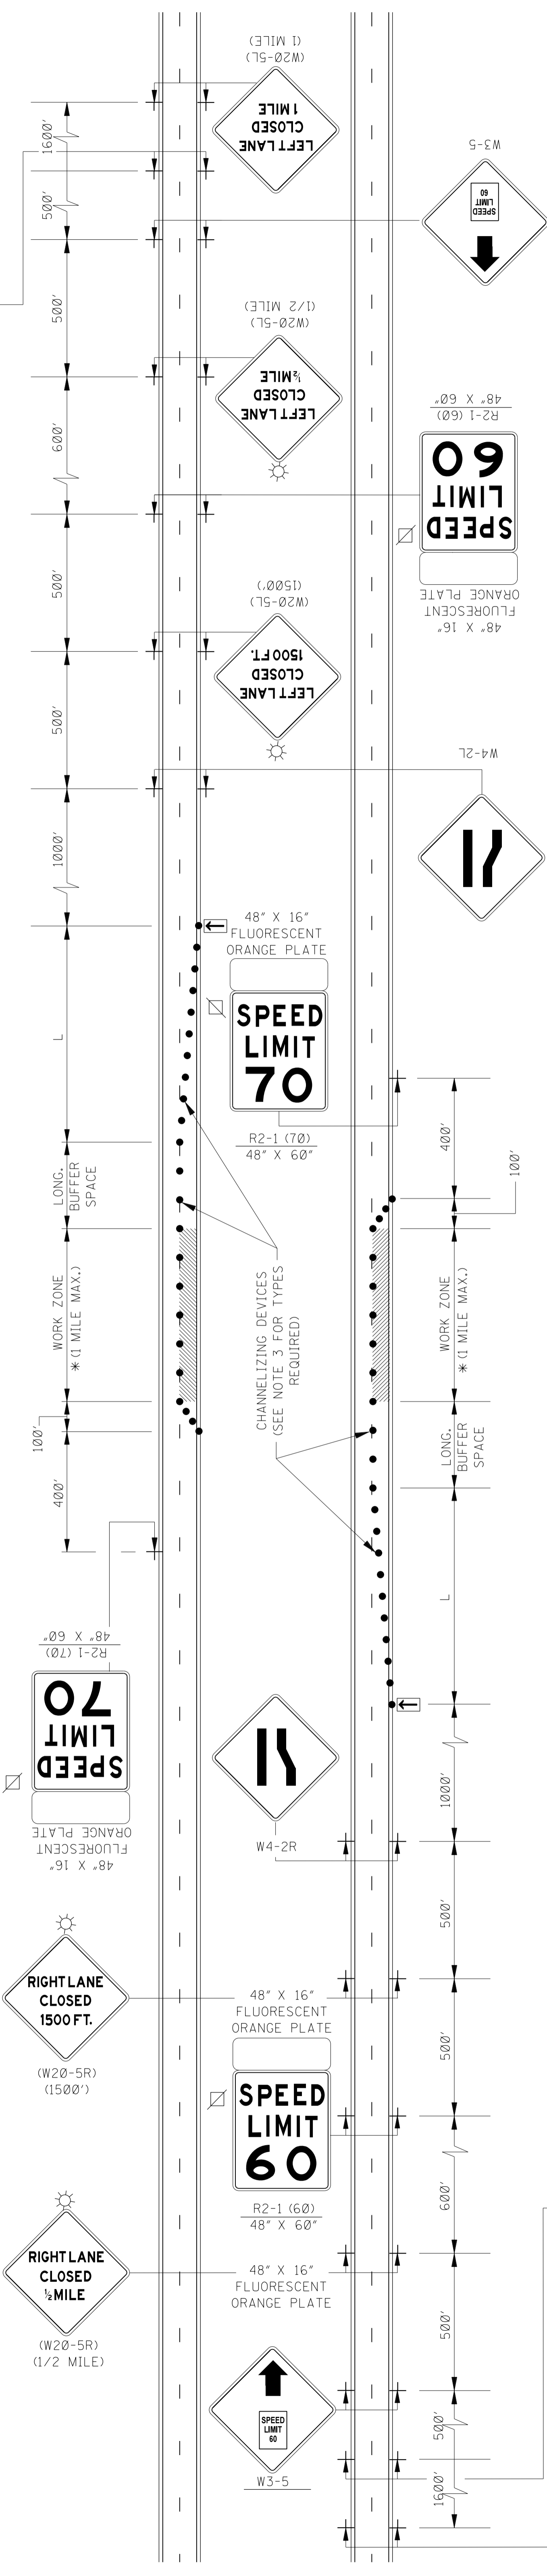 (W20-5L)
(1 MILE)
LEFT LANE
CLOSED
1 MILE
1600'
500'
W3-5
SPEED
LIMIT
60
500'
(W20-5L)
(1/2 MILE)
LEFT LANE
CLOSED
½ MILE
600'
R2-1 (60)
48" X 60"
SPEED
LIMIT
60
48" X 16"
FLUORESCENT
ORANGE PLATE
500'
(W20-5L)
(1500')
LEFT LANE
CLOSED
1500 FT.
500'
W4-2L
1000'
48" X 16"
FLUORESCENT
ORANGE PLATE
SPEED
LIMIT
70
R2-1 (70)
48" X 60"
L
400'
100'
LONG.
BUFFER
SPACE
WORK ZONE
*(1 MILE MAX.)
CHANNELIZING DEVICES
(SEE NOTE 3 FOR TYPES
REQUIRED)
WORK ZONE
*(1 MILE MAX.)
100'
400'
LONG.
BUFFER
SPACE
L
R2-1 (70)
48" X 60"
SPEED
LIMIT
70
48" X 16"
FLUORESCENT
ORANGE PLATE
W4-2R
1000'
500'
RIGHT LANE
CLOSED
1500 FT.
(W20-5R)
(1500')
48" X 16"
FLUORESCENT
ORANGE PLATE
SPEED
LIMIT
60
R2-1 (60)
48" X 60"
500'
600'
RIGHT LANE
CLOSED
½ MILE
(W20-5R)
(1/2 MILE)
48" X 16"
FLUORESCENT
ORANGE PLATE
500'
SPEED
LIMIT
60
W3-5
500'
1600'